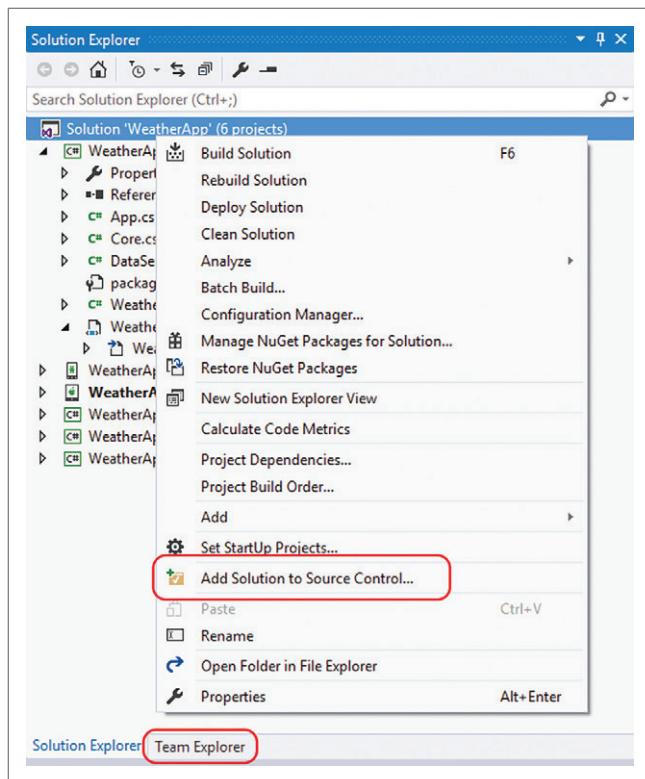 Solution Explorer
Search Solution Explorer (Ctrl+;)
Solution 'WeatherApp' (6 projects)
WeatherAp
Build Solution F6
Propert
Rebuild Solution
Referen
Deploy Solution
App.cs
Core.cs
Clean Solution
DataSe
Analyze
packag
Batch Build...
Weathe
Configuration Manager...
Weathe
Manage NuGet Packages for Solution...
Wea
WeatherAp
Restore NuGet Packages
WeatherA
New Solution Explorer View
WeatherAp
WeatherAp
Calculate Code Metrics
WeatherAp
Project Dependencies...
Project Build Order...
Add
Set StartUp Projects...
Add Solution to Source Control...
Paste Ctrl+V
Rename
Open Folder in File Explorer
Properties Alt+Enter
Solution Explorer Team Explorer